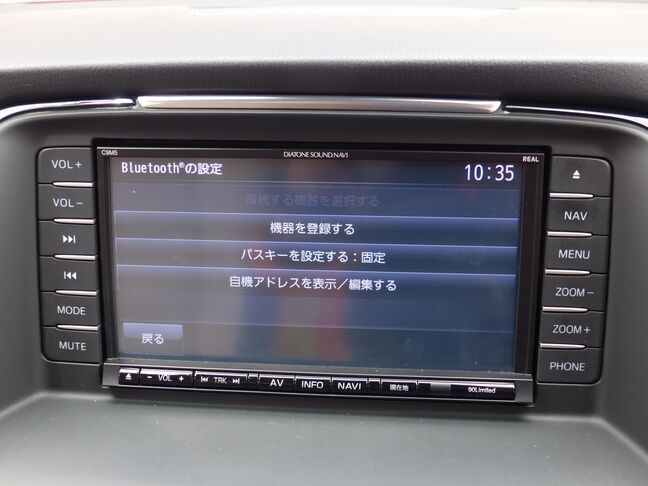 C9M5
DIATONE SOUND.NAVI
REAL
Bluetooth®の設定
10:35
接続する機器を選択する
機器を登録する
パスキーを設定する：固定
自機アドレスを表示／編集する
戻る
VOL+
VOL−
MODE
MUTE
NAV
MENU
ZOOM−
ZOOM+
PHONE
− VOL +
TRK
AV
INFO
NAVI
現在地
90Limited